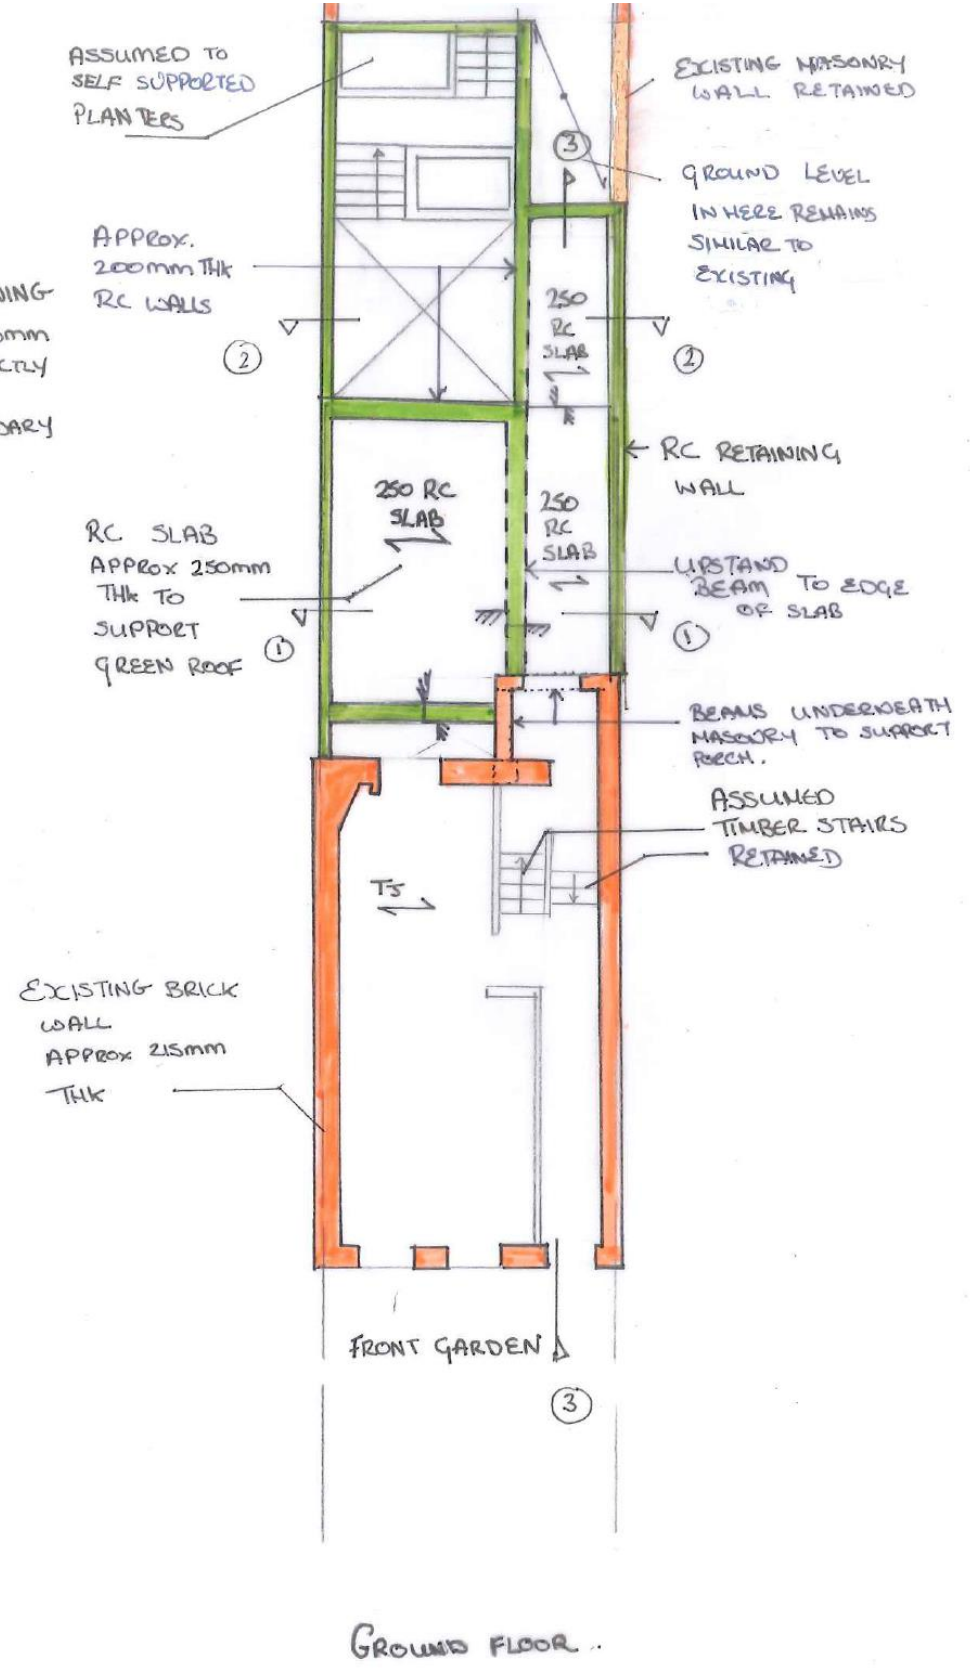 ASSUMED TO
SELF SUPPORTED
PLANTERS
EXISTING MASONRY
WALL RETAINED
3
GROUND LEVEL
IN HERE REMAINS
SIMILAR TO
EXISTING
APPROX.
200mm THK
RC WALLS
250
RC
SLAB
2
2
mm
RC RETAINING
WALL
250 RC
SLAB
250
RC
SLAB
RC SLAB
APPROX 250mm
THK TO
SUPPORT
GREEN ROOF
UPSTAND
BEAM TO EDGE
OF SLAB
1
1
BEAMS UNDERNEATH
MASONRY TO SUPPORT
PORCH.
ASSUMED
TIMBER STAIRS
RETAINED
TJ
EXISTING BRICK
WALL
APPROX 215mm
THK
FRONT GARDEN
3
GROUND FLOOR.